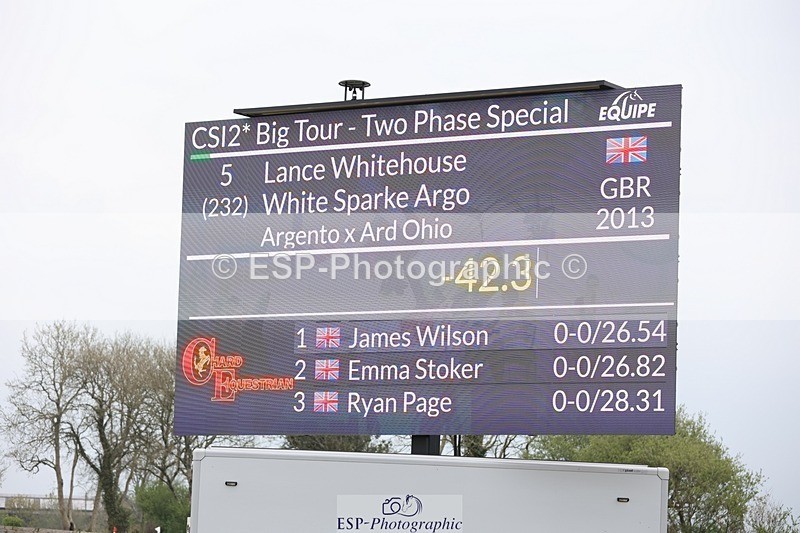 CSI2* Big Tour - Two Phase Special EQUIPE
5 Lance Whitehouse
(232) White Sparke Argo GBR
Argento x Ard Ohio 2013
© ESP-Photographic ©
-42.3
1 James Wilson 0-0/26.54
2 Emma Stoker 0-0/26.82
3 Ryan Page 0-0/28.31
CHARD
EQUESTRIAN
ESP-Photographic